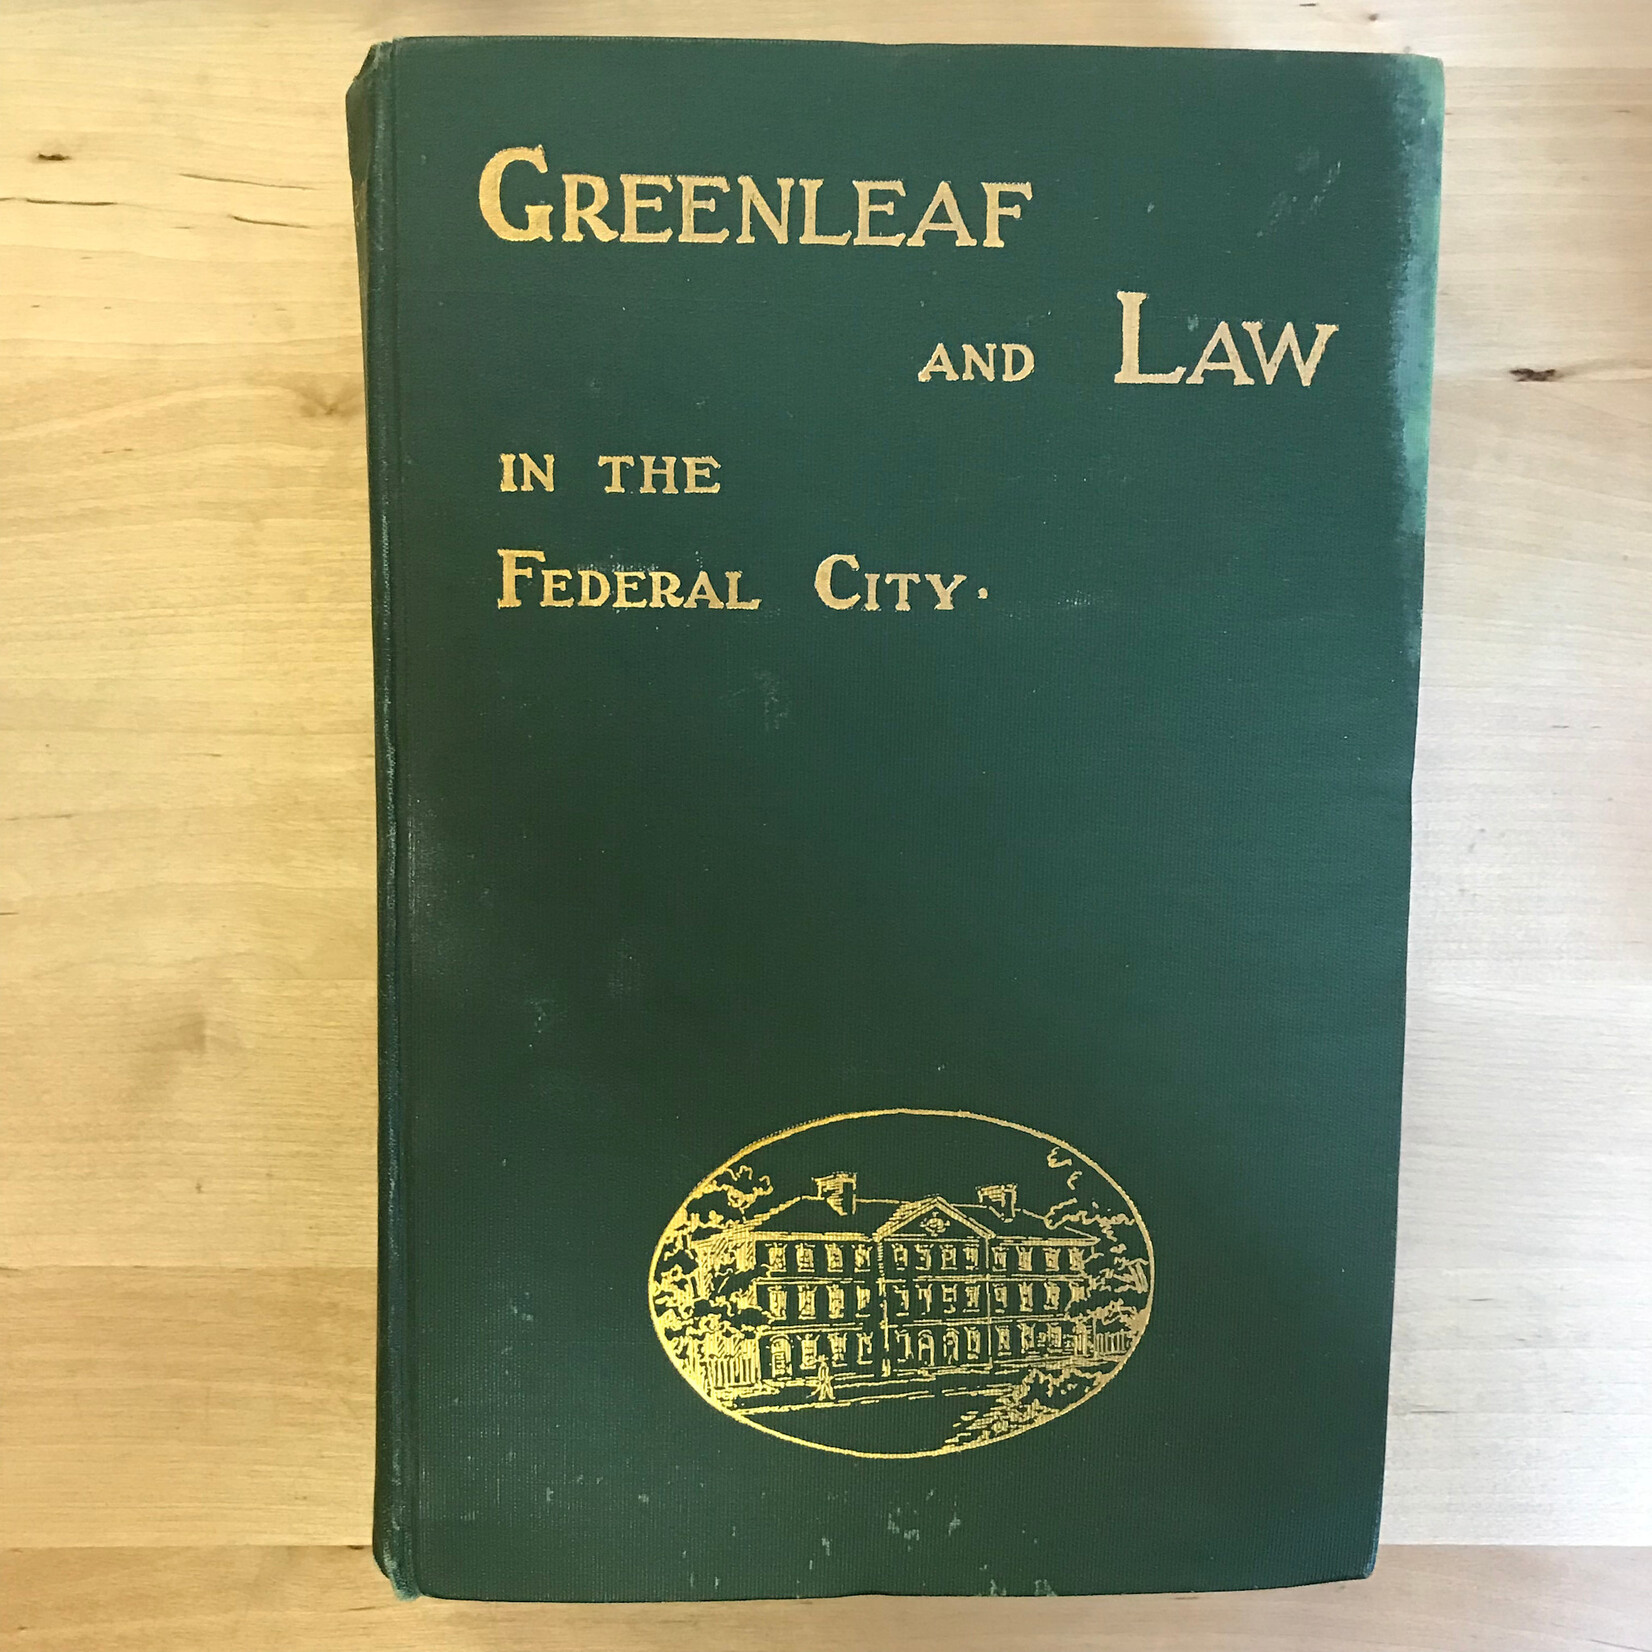 GREENLEAF
AND LAW
IN THE
FEDERAL CITY.